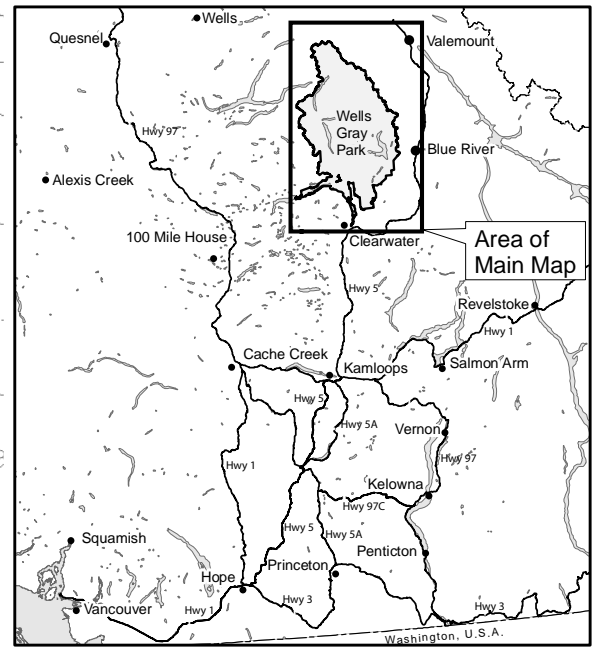 Wells
Quesnel
Valemount
Hwy 97
Wells
Gray
Park
Blue River
Alexis Creek
100 Mile House
Clearwater
Area of
Main Map
Hwy 5
Revelstoke
Hwy 1
Cache Creek
Kamloops
Salmon Arm
Hwy 5
Hwy 5A
Vernon
Hwy 97
Hwy 1
Kelowna
Hwy 97C
Hwy 5
Hwy 5A
Squamish
Penticton
Princeton
Hope
Vancouver
Hwy 1
Hwy 3
Hwy 3
Washington, U.S.A.